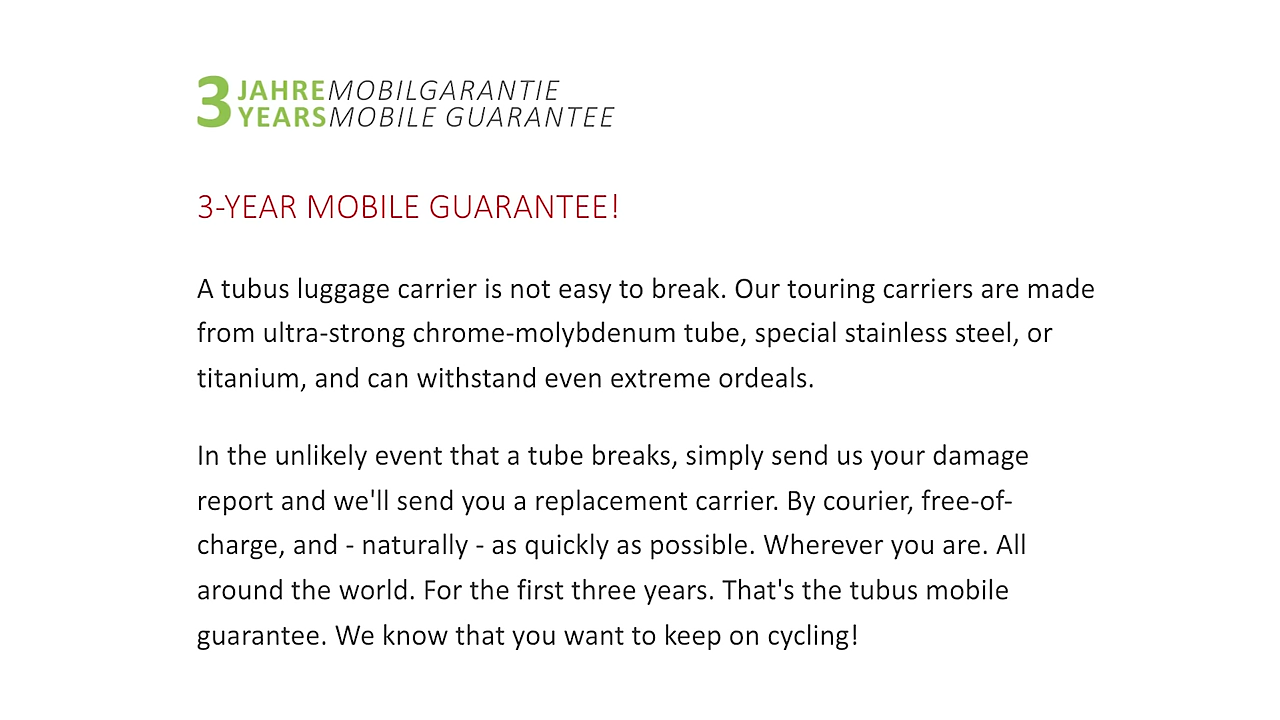 3 JAHREMOBILGARANTIE
YEARSMOBILE GUARANTEE
3-YEAR MOBILE GUARANTEE!
A tubus luggage carrier is not easy to break. Our touring carriers are made
from ultra-strong chrome-molybdenum tube, special stainless steel, or
titanium, and can withstand even extreme ordeals.
In the unlikely event that a tube breaks, simply send us your damage
report and we'll send you a replacement carrier. By courier, free-of-
charge, and - naturally - as quickly as possible. Wherever you are. All
around the world. For the first three years. That's the tubus mobile
guarantee. We know that you want to keep on cycling!